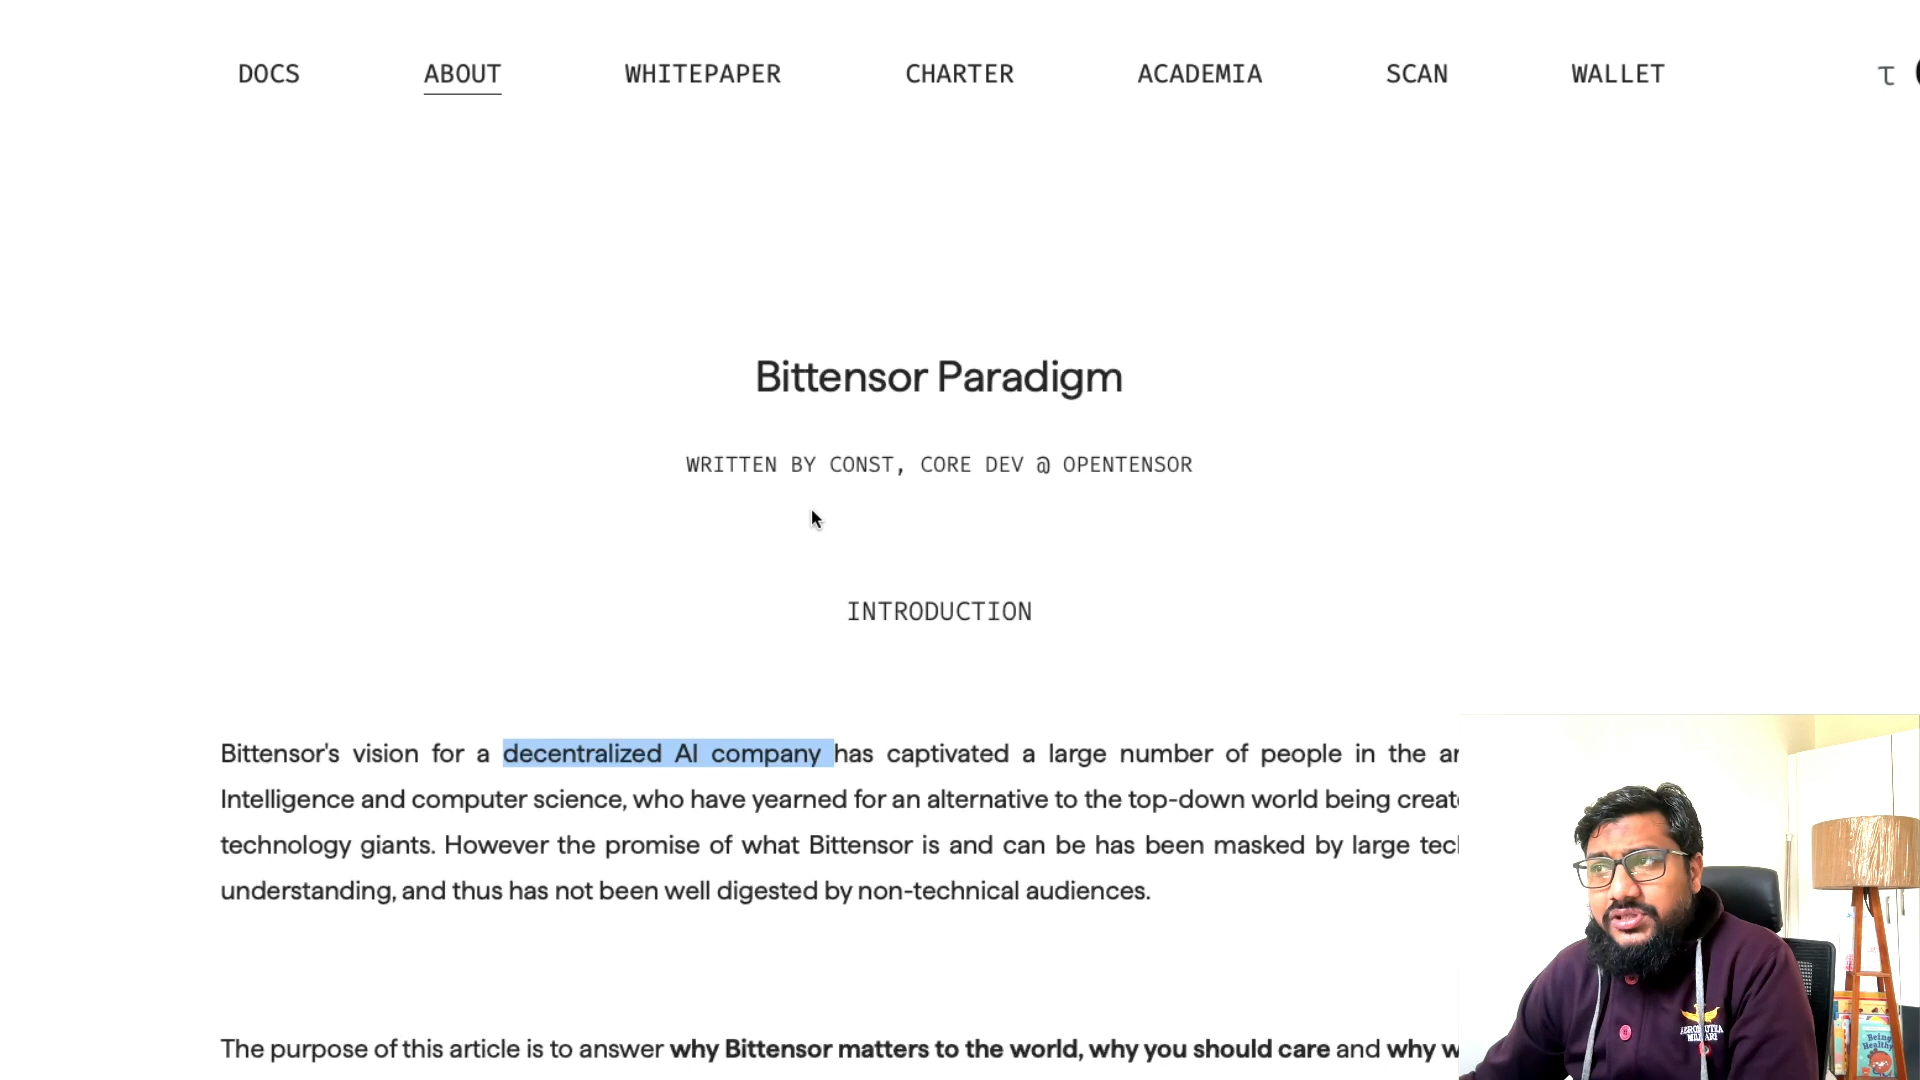 DOCS ABOUT WHITEPAPER CHARTER ACADEMIA SCAN WALLET τ
Bittensor Paradigm
WRITTEN BY CONST, CORE DEV @ OPENTENSOR
INTRODUCTION
Bittensor's vision for a decentralized AI company has captivated a large number of people in the
Intelligence and computer science, who have yearned for an alternative to the top-down world being
technology giants. However the promise of what Bittensor is and can be has been masked by large
understanding, and thus has not been well digested by non-technical audiences.
The purpose of this article is to answer why Bittensor matters to the world, why you should care and why
Being
Healthy